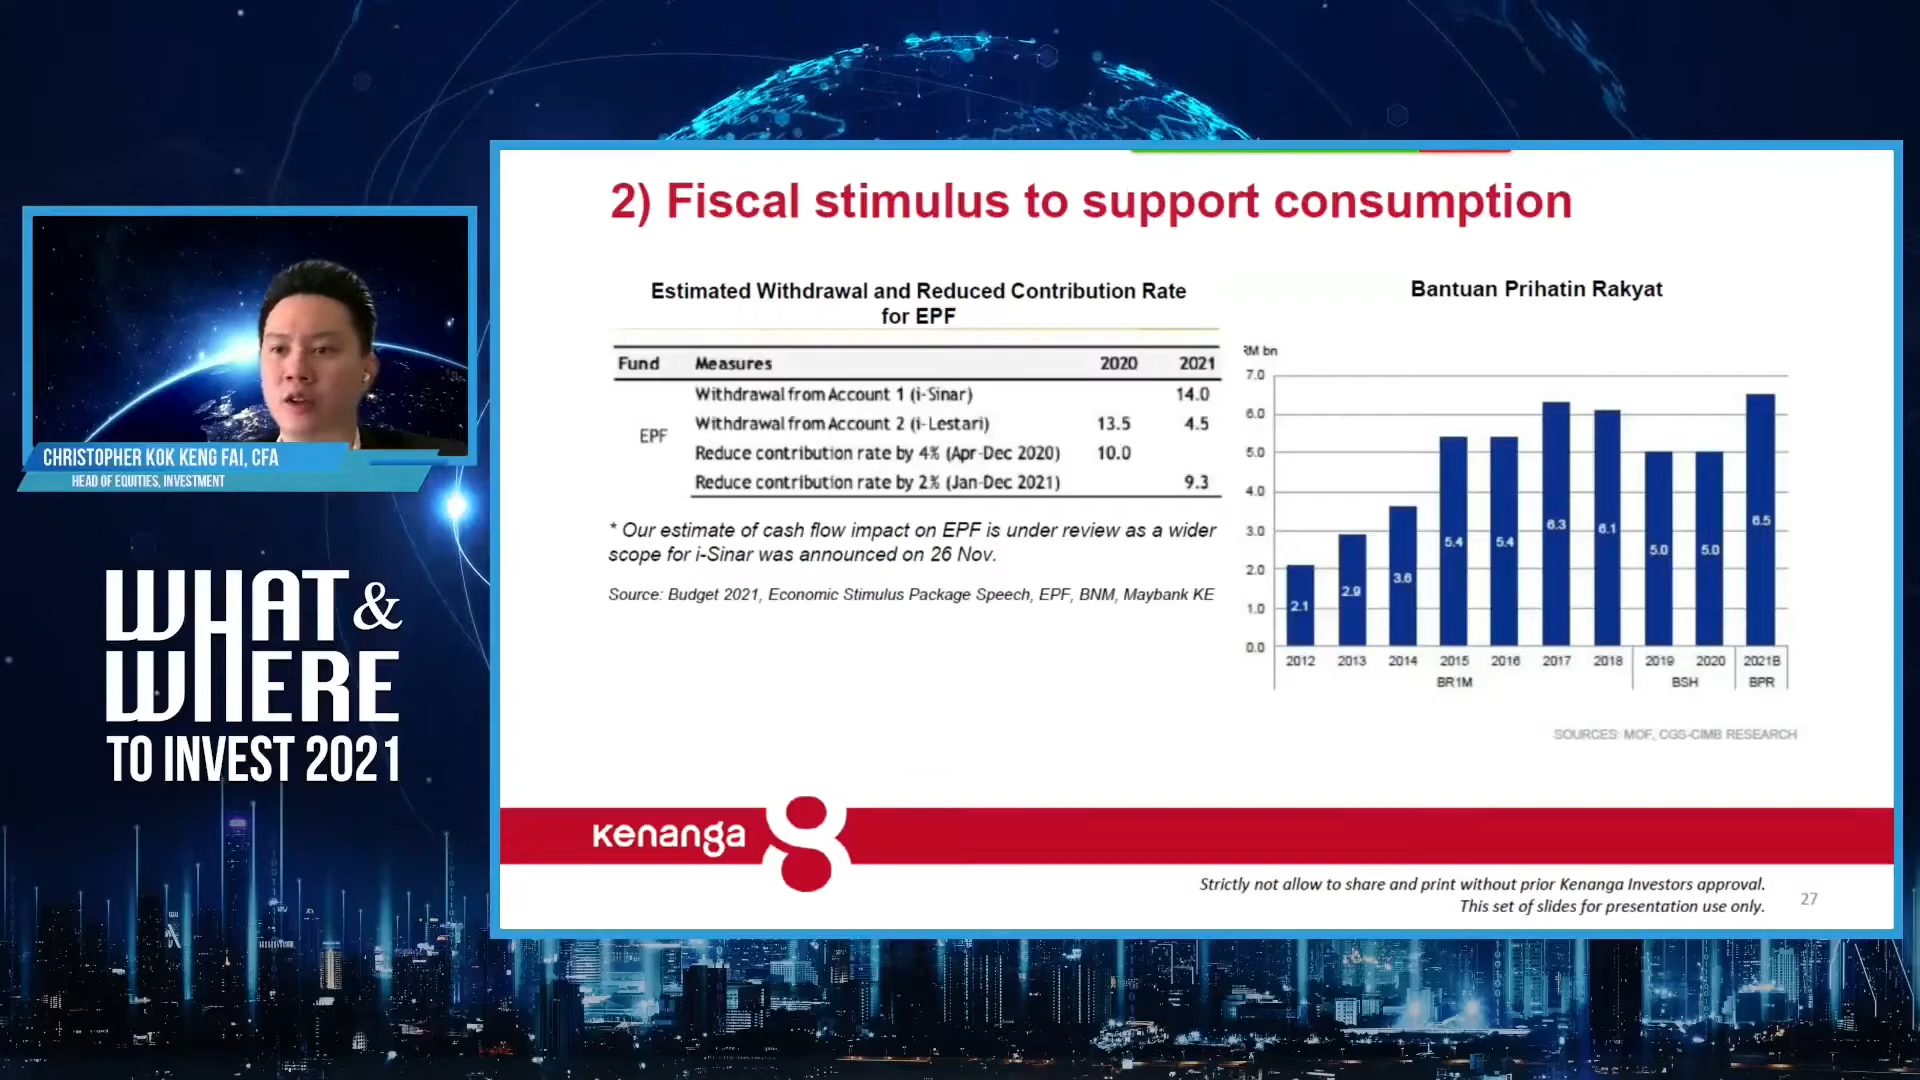 2) Fiscal stimulus to support consumption
Estimated Withdrawal and Reduced Contribution Rate
for EPF
Fund Measures 2020 2021
Withdrawal from Account 1 (i-Sinar) 14.0
Withdrawal from Account 2 (i-Lestari) 13.5 4.5
EPF
Reduce contribution rate by 4% (Apr-Dec 2020) 10.0
Reduce contribution rate by 2% (Jan-Dec 2021) 9.3
* Our estimate of cash flow impact on EPF is under review as a wider
scope for i-Sinar was announced on 26 Nov.
Source: Budget 2021, Economic Stimulus Package Speech, EPF, BNM, Maybank KE
Bantuan Prihatin Rakyat
RM bn
7.0
6.0
5.0
4.0
3.0
2.0
1.0
0.0
2.1 2.9 3.6 5.4 5.4 6.3 6.1 5.0 5.0 6.5
2012 2013 2014 2015 2016 2017 2018 2019 2020 2021B
BR1M BSH BPR
SOURCES: MOF, CGS-CIMB RESEARCH
kenanga
Strictly not allow to share and print without prior Kenanga Investors approval.
This set of slides for presentation use only.
27
CHRISTOPHER KOK KENG FAI, CFA
HEAD OF EQUITIES, INVESTMENT
WHAT &
WHERE
TO INVEST 2021